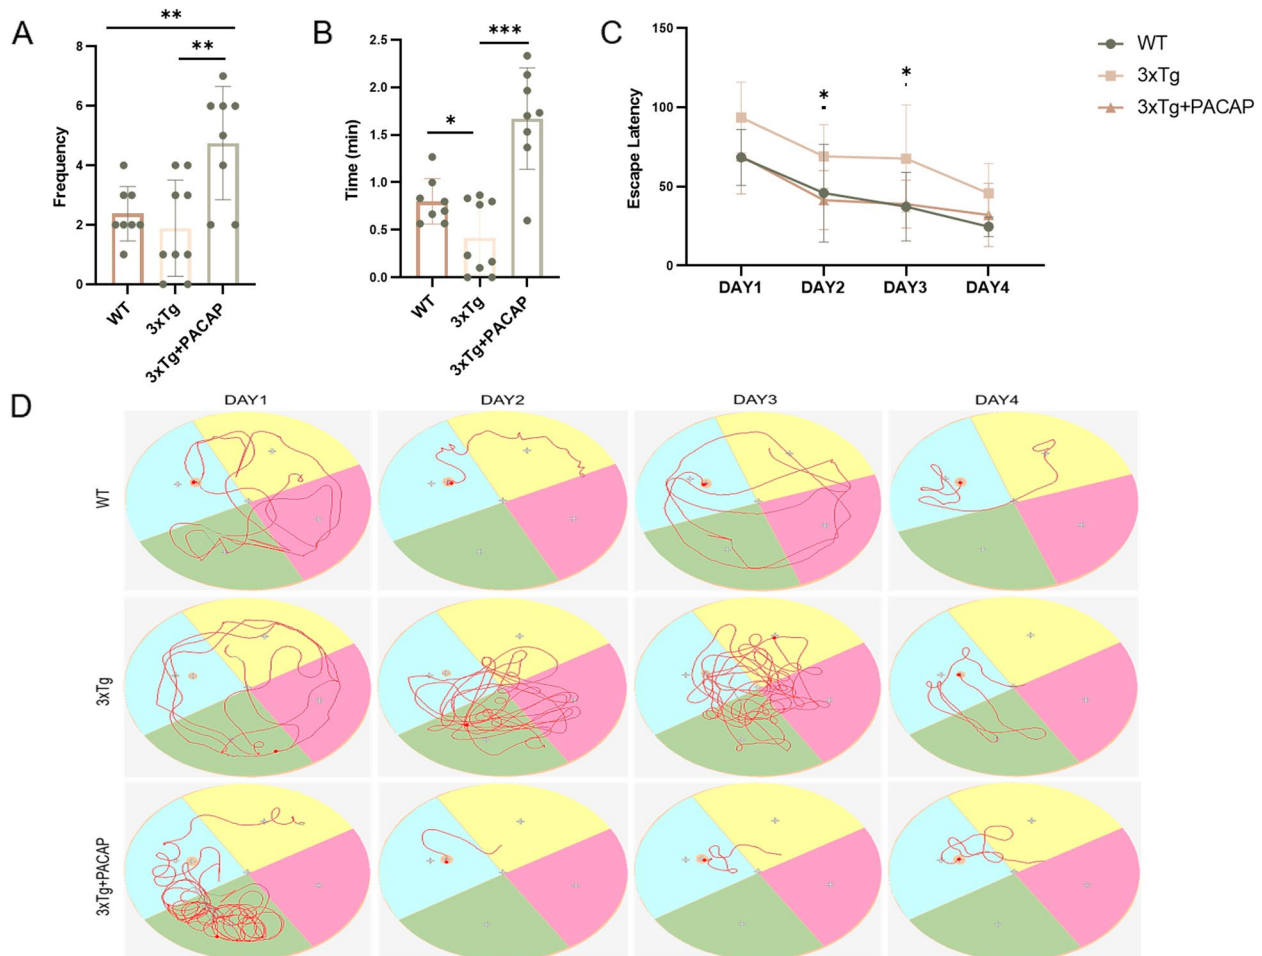 A
**
**
Frequency
8
6
4
2
0
WT
3xTg
3xTg+PACAP
B
***
*
Time (min)
2.5
2.0
1.5
1.0
0.5
0.0
WT
3xTg
3xTg+PACAP
C
*
*
Escape Latency
150
100
50
0
DAY1 DAY2 DAY3 DAY4
WT
3xTg
3xTg+PACAP
D
DAY1 DAY2 DAY3 DAY4
WT
3xTg
3xTg+PACAP